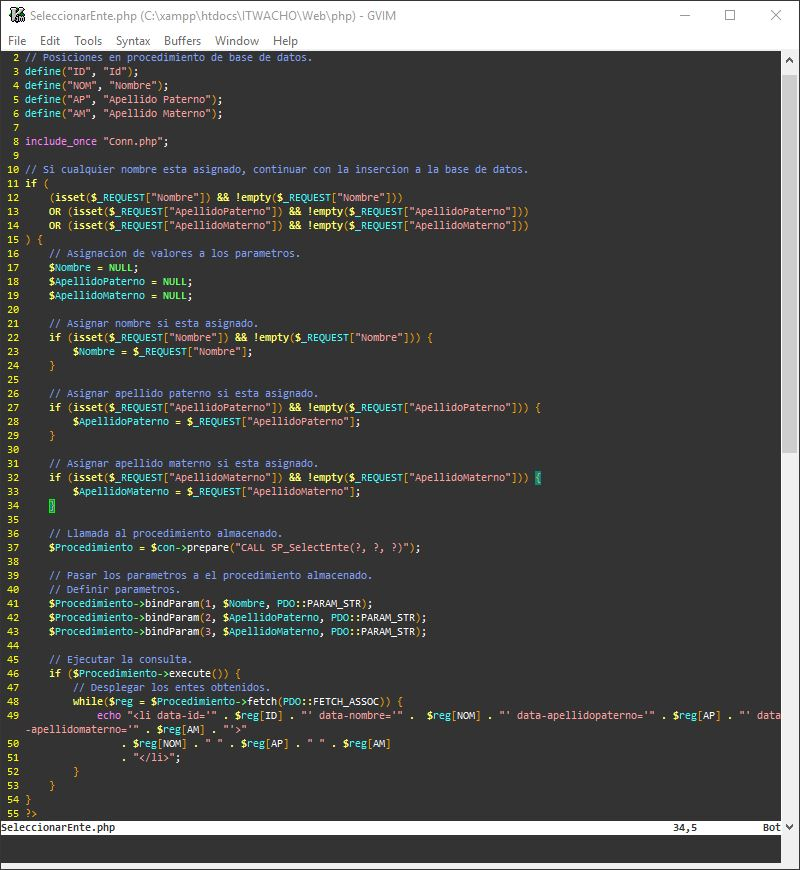 SeleccionarEnte.php (C:\xampp\htdocs\ITWACHO\Web\php) - GVIM
File Edit Tools Syntax Buffers Window Help
2 // Posiciones en procedimiento de base de datos.
3 define("ID", "Id");
4 define("NOM", "Nombre");
5 define("AP", "Apellido Paterno");
6 define("AM", "Apellido Materno");
7
8 include_once "Conn.php";
9
10 // Si cualquier nombre esta asignado, continuar con la insercion a la base de datos.
11 if (
12     (isset($_REQUEST["Nombre"]) && !empty($_REQUEST["Nombre"]))
13     OR (isset($_REQUEST["ApellidoPaterno"]) && !empty($_REQUEST["ApellidoPaterno"]))
14     OR (isset($_REQUEST["ApellidoMaterno"]) && !empty($_REQUEST["ApellidoMaterno"]))
15 ) {
16     // Asignacion de valores a los parametros.
17     $Nombre = NULL;
18     $ApellidoPaterno = NULL;
19     $ApellidoMaterno = NULL;
20
21     // Asignar nombre si esta asignado.
22     if (isset($_REQUEST["Nombre"]) && !empty($_REQUEST["Nombre"])) {
23         $Nombre = $_REQUEST["Nombre"];
24     }
25
26     // Asignar apellido paterno si esta asignado.
27     if (isset($_REQUEST["ApellidoPaterno"]) && !empty($_REQUEST["ApellidoPaterno"])) {
28         $ApellidoPaterno = $_REQUEST["ApellidoPaterno"];
29     }
30
31     // Asignar apellido materno si esta asignado.
32     if (isset($_REQUEST["ApellidoMaterno"]) && !empty($_REQUEST["ApellidoMaterno"])) {
33         $ApellidoMaterno = $_REQUEST["ApellidoMaterno"];
34     }
35
36     // Llamada al procedimiento almacenado.
37     $Procedimiento = $con->prepare("CALL SP_SelectEnte(?, ?, ?)");
38
39     // Pasar los parametros a el procedimiento almacenado.
40     // Definir parametros.
41     $Procedimiento->bindParam(1, $Nombre, PDO::PARAM_STR);
42     $Procedimiento->bindParam(2, $ApellidoPaterno, PDO::PARAM_STR);
43     $Procedimiento->bindParam(3, $ApellidoMaterno, PDO::PARAM_STR);
44
45     // Ejecutar la consulta.
46     if ($Procedimiento->execute()) {
47         // Desplegar los entes obtenidos.
48         while($reg = $Procedimiento->fetch(PDO::FETCH_ASSOC)) {
49             echo "<li data-id='" . $reg[ID] . "' data-nombre='" .  $reg[NOM] . "' data-apellidopaterno='" . $reg[AP] . "' data
-apellidomaterno='" . $reg[AM] . "'>"
50                 . $reg[NOM] . " " . $reg[AP] . " " . $reg[AM]
51                 . "</li>";
52         }
53     }
54 }
55 ?>
SeleccionarEnte.php 34,5 Bot